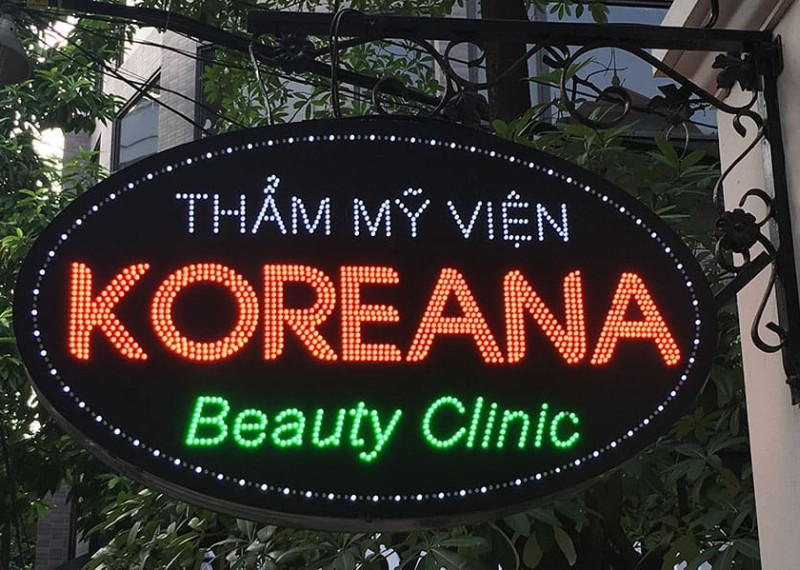 THẨM MỸ VIỆN
KOREANA
Beauty Clinic